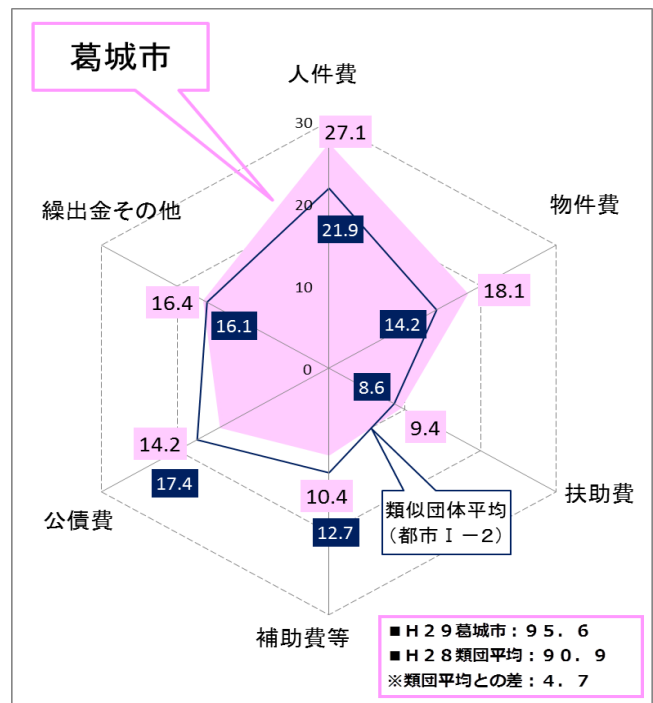 葛城市
人件費
30
27.1
物件費
繰出金その他
20
21.9
10
18.1
16.4
16.1
14.2
0
8.6
9.4
14.2
17.4
10.4
扶助費
公債費
12.7
類似団体平均
（都市Ⅰ－2）
補助費等
■Ｈ２９葛城市：９５．６
■Ｈ２８類団平均：９０．９
※類団平均との差：４．７